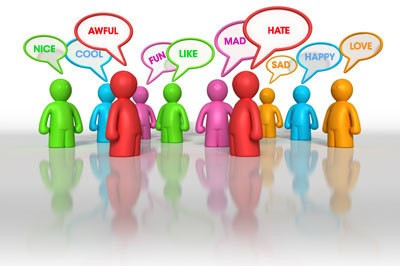 NICE
COOL
AWFUL
FUN
LIKE
MAD
HATE
SAD
HAPPY
LOVE